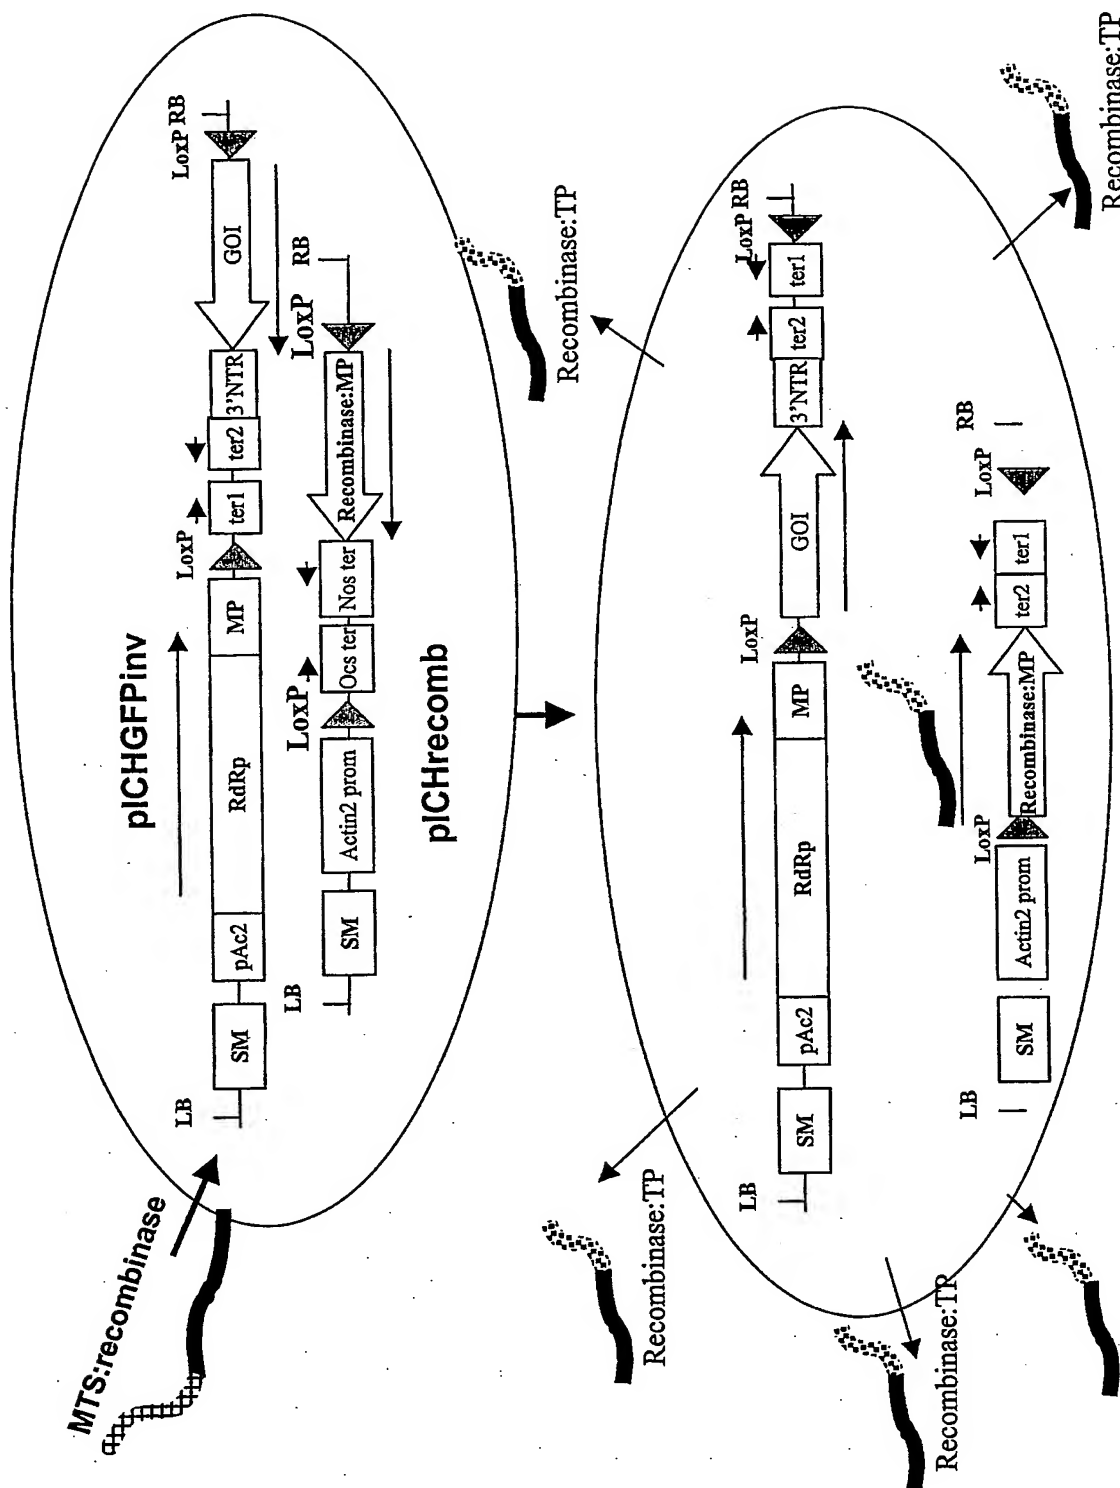 MTS:recombinase
pICHGFPinv
LB
SM
pAc2
RdRp
MP
LoxP
ter1
ter2
3'NTR
GOI
LoxP
RB
LB
SM
Actin2 prom
LoxP
Ocs ter
Nos ter
Recombinase:MP
LoxP
RB
pICHrecomb
Recombinase:TP
Recombinase:TP
LB
SM
pAc2
RdRp
MP
LoxP
GOI
3'NTR
ter2
ter1
LoxP
RB
LB
SM
Actin2 prom
LoxP
Recombinase:MP
ter2
ter1
LoxP
RB
Recombinase:TP
Recombinase:TP